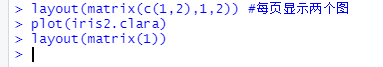 > layout(matrix(c(1,2),1,2)) #每页显示两个图
> plot(iris2.clara)
> layout(matrix(1))
>